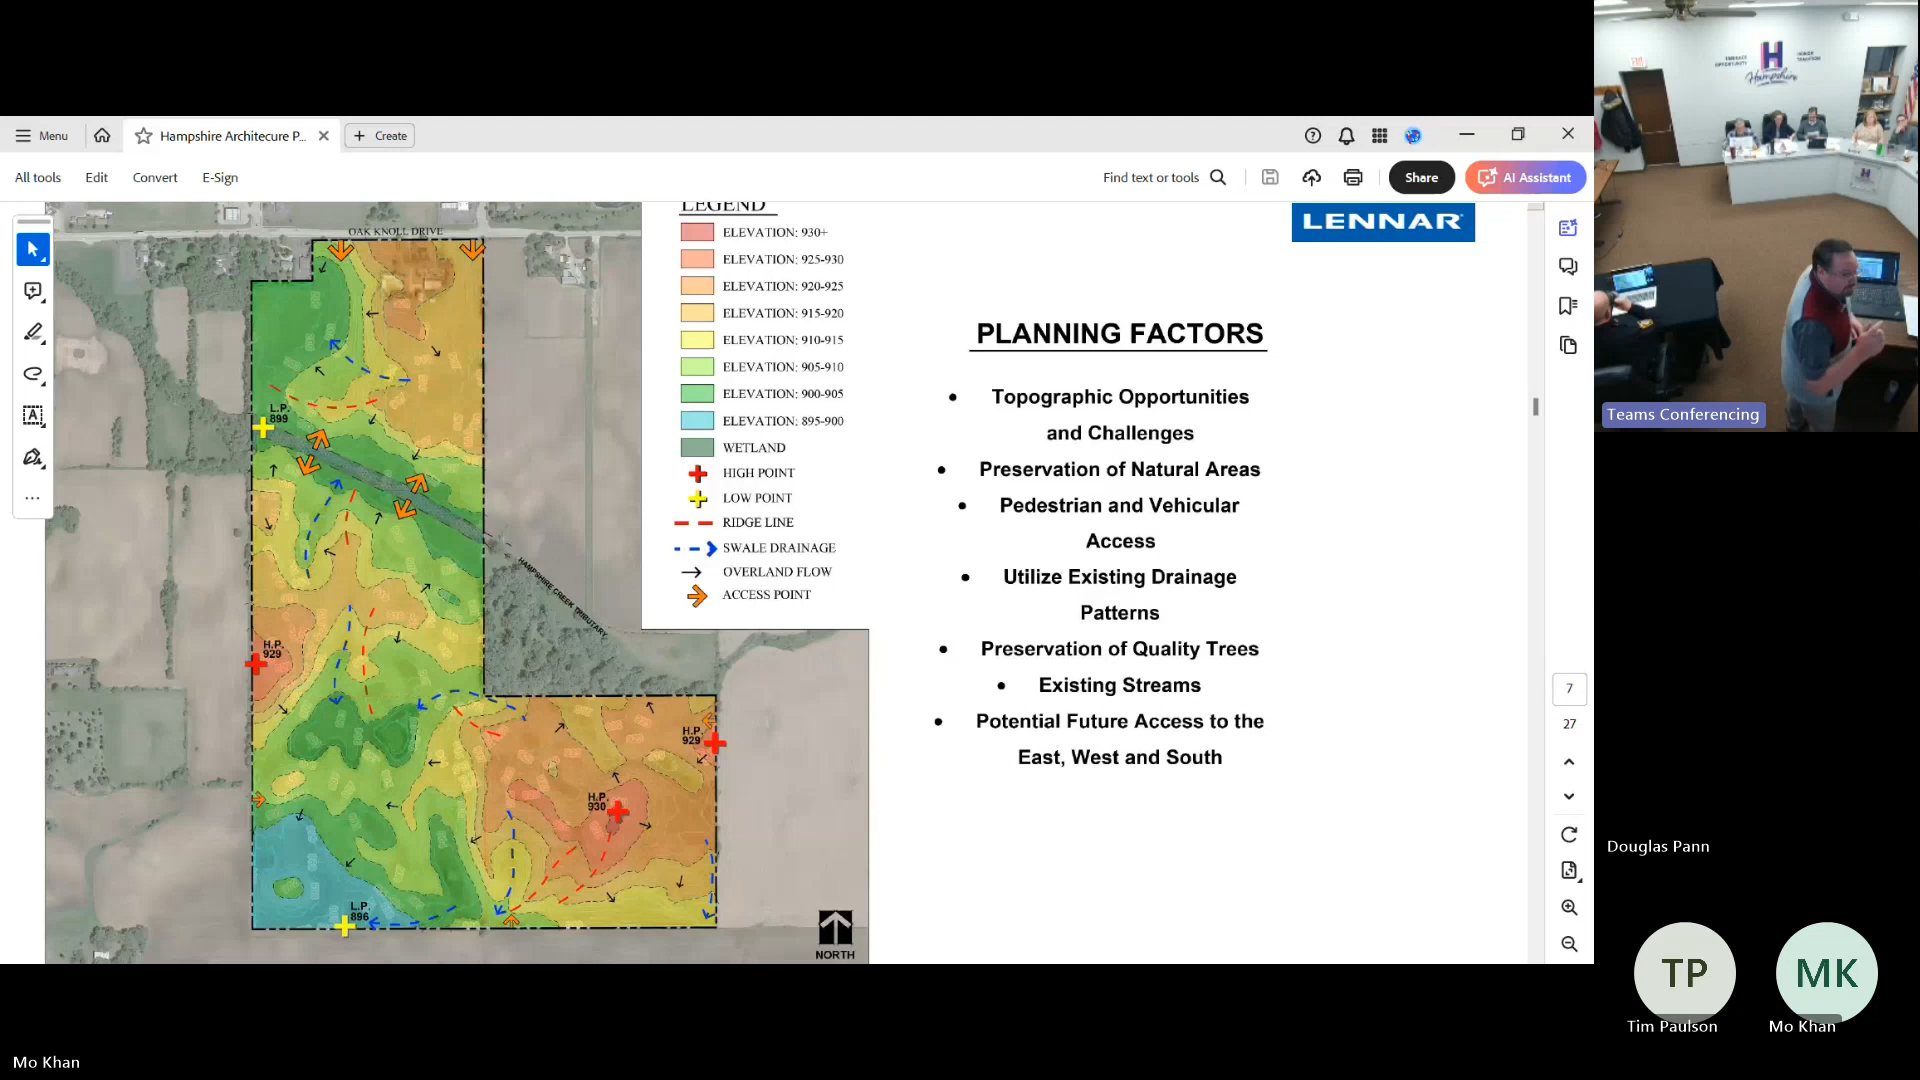 Menu
Hampshire Architecure P...
Create
All tools
Edit
Convert
E-Sign
Find text or tools
Share
AI Assistant
OAK KNOLL DRIVE
L.P.
899
HAMPSHIRE CREEK TRIBUTARY
H.P.
929
H.P.
929
H.P.
930
L.P.
896
NORTH
LEGEND
ELEVATION: 930+
ELEVATION: 925-930
ELEVATION: 920-925
ELEVATION: 915-920
ELEVATION: 910-915
ELEVATION: 905-910
ELEVATION: 900-905
ELEVATION: 895-900
WETLAND
HIGH POINT
LOW POINT
RIDGE LINE
SWALE DRAINAGE
OVERLAND FLOW
ACCESS POINT
LENNAR
PLANNING FACTORS
• Topographic Opportunities
and Challenges
• Preservation of Natural Areas
• Pedestrian and Vehicular
Access
• Utilize Existing Drainage
Patterns
• Preservation of Quality Trees
• Existing Streams
• Potential Future Access to the
East, West and South
7
27
EMBRACE
OPPORTUNITY
H
Hampshire
HONOR
TRADITION
Teams Conferencing
Douglas Pann
TP
Tim Paulson
MK
Mo Khan
Mo Khan